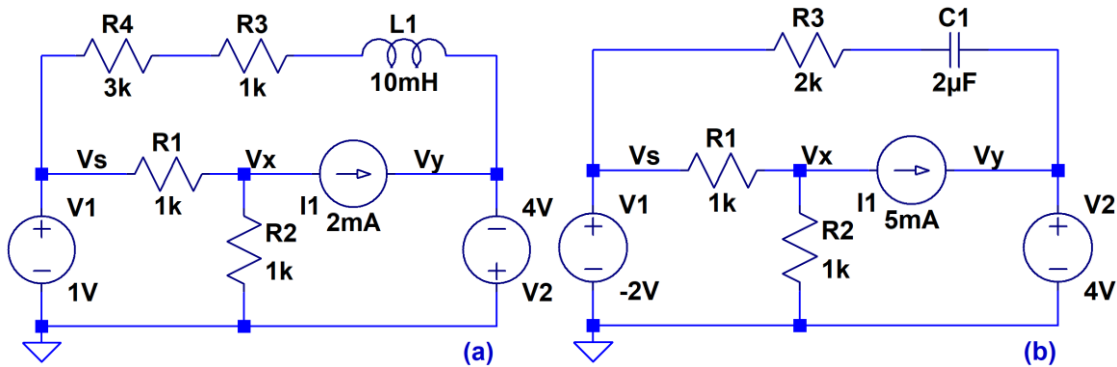 R4 R3 L1
3k 1k 10mH
Vs R1 Vx Vy
1k I1 2mA
V1 R2 4V
1k
1V V2
(a)
R3 C1
2k 2µF
Vs R1 Vx Vy
1k I1 5mA
V1 R2 V2
1k
-2V 4V
(b)